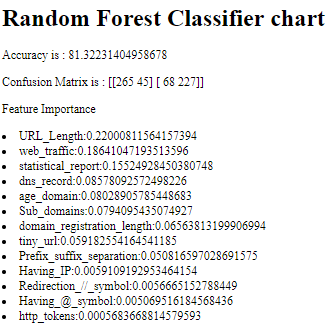 Random Forest Classifier chart
Accuracy is : 81.32231404958678
Confusion Matrix is : [[265 45] [ 68 227]]
Feature Importance
• URL_Length:0.22000811564157394
• web_traffic:0.18641047193513596
• statistical_report:0.15524928450380748
• dns_record:0.08578092572498226
• age_domain:0.08028905785448683
• Sub_domains:0.0794095435074927
• domain_registration_length:0.06563813199906994
• tiny_url:0.059182554164541185
• Prefix_suffix_separation:0.050816597028691575
• Having_IP:0.0059109192953464154
• Redirection_//_symbol:0.0056665152788449
• Having_@_symbol:0.005069516184568436
• http_tokens:0.0005683668814579593